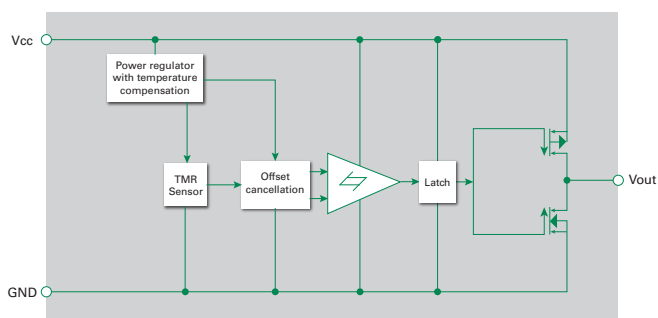 Vcc
Power regulator
with temperature
compensation
TMR
Sensor
Offset
cancellation
Latch
Vout
GND